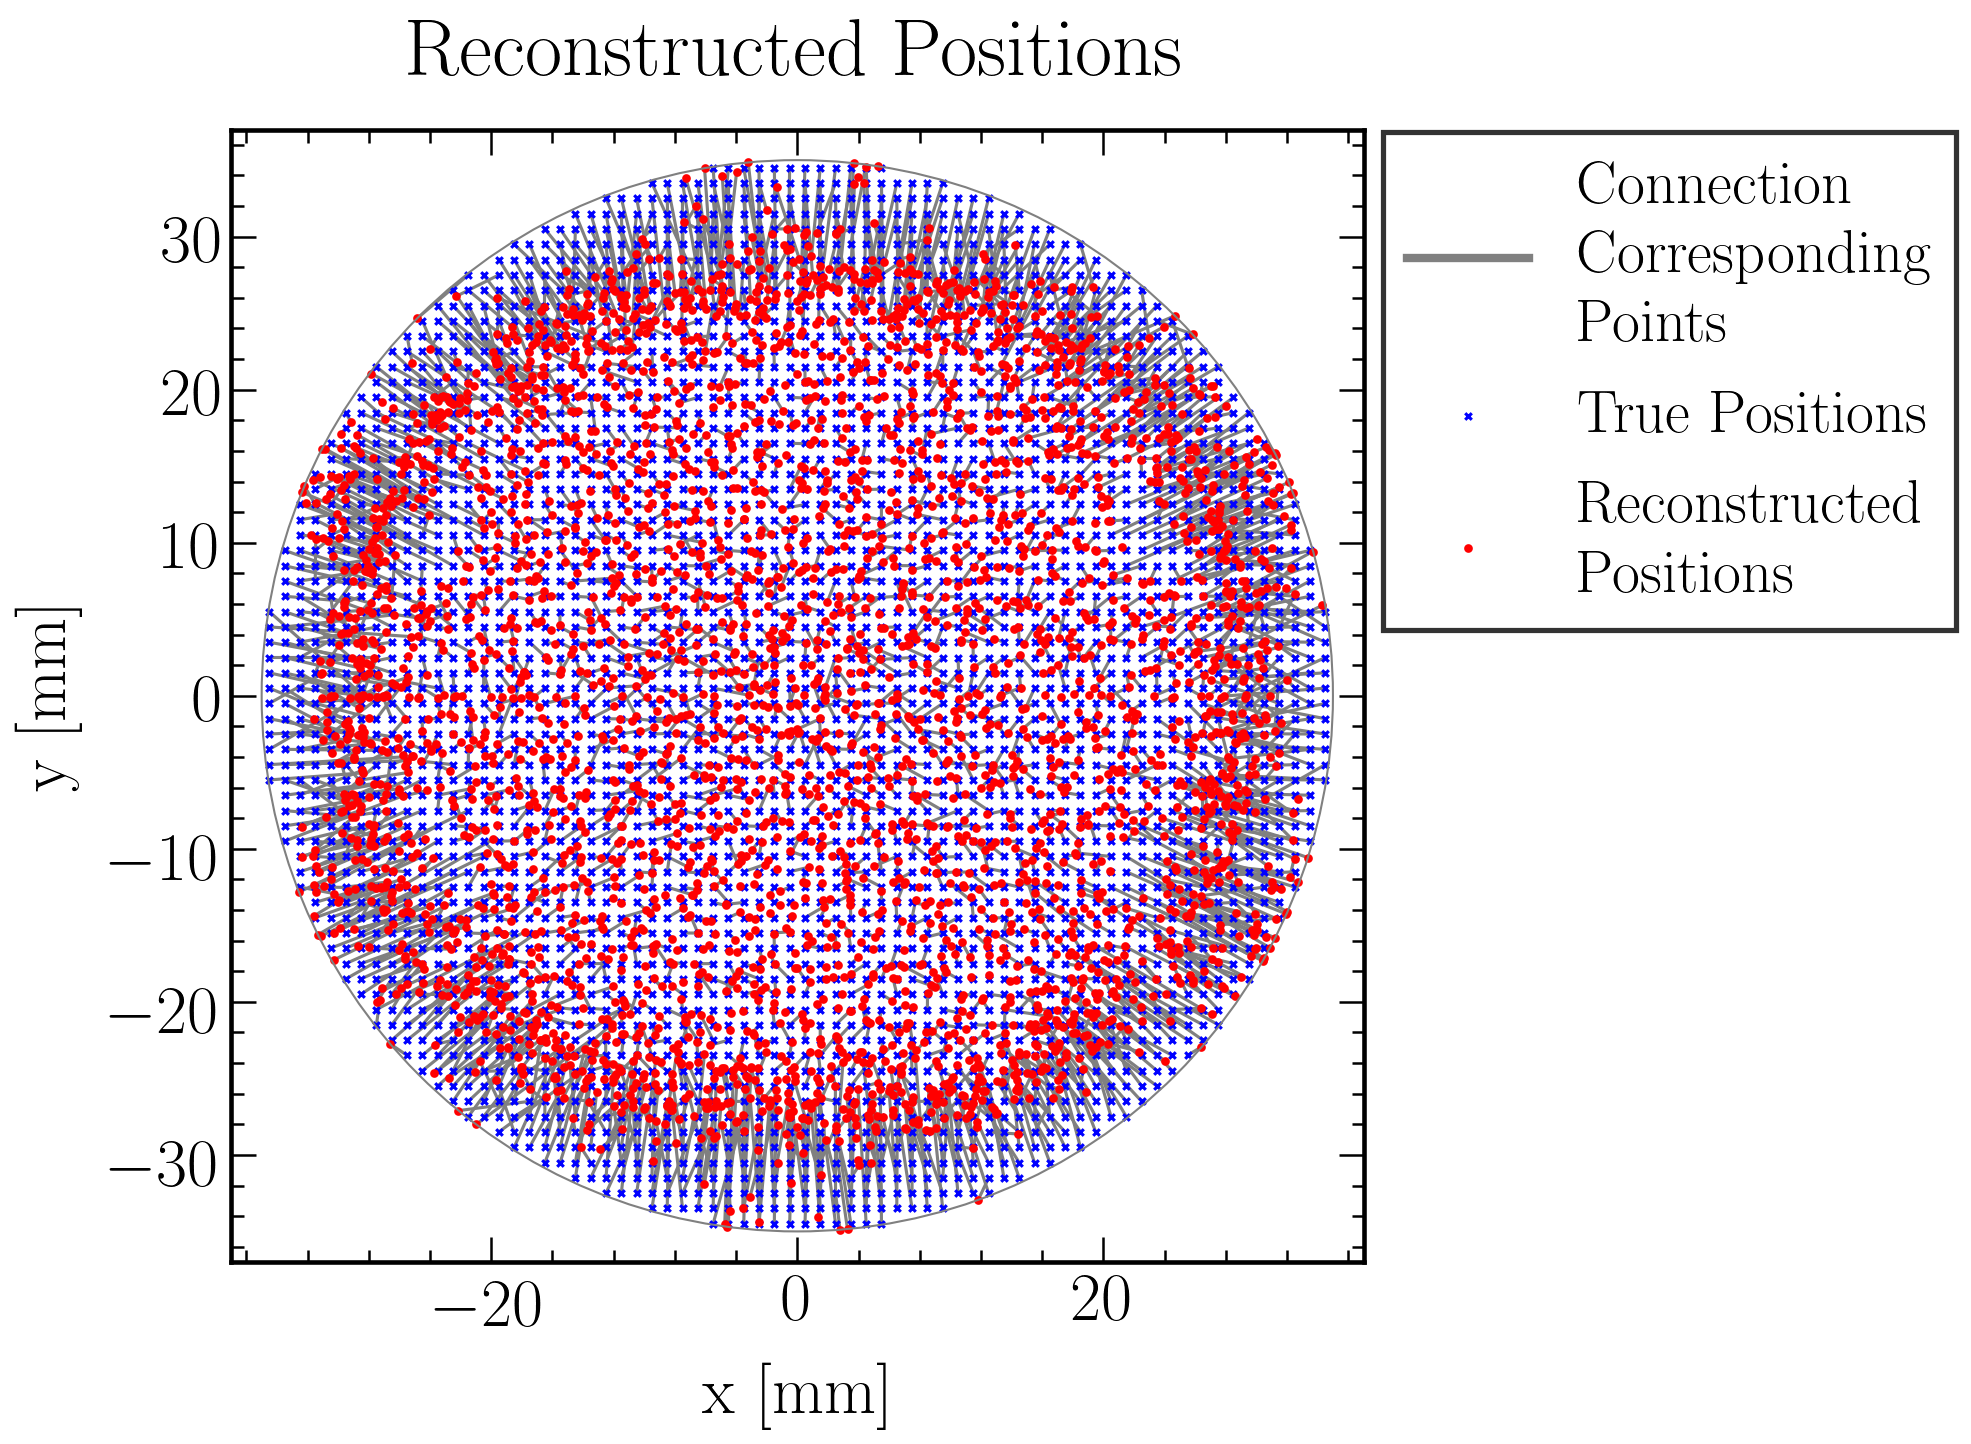 Reconstructed Positions
30
20
10
0
−10
−20
−30
y [mm]
−20
0
20
x [mm]
Connection
Corresponding
Points
True Positions
Reconstructed
Positions